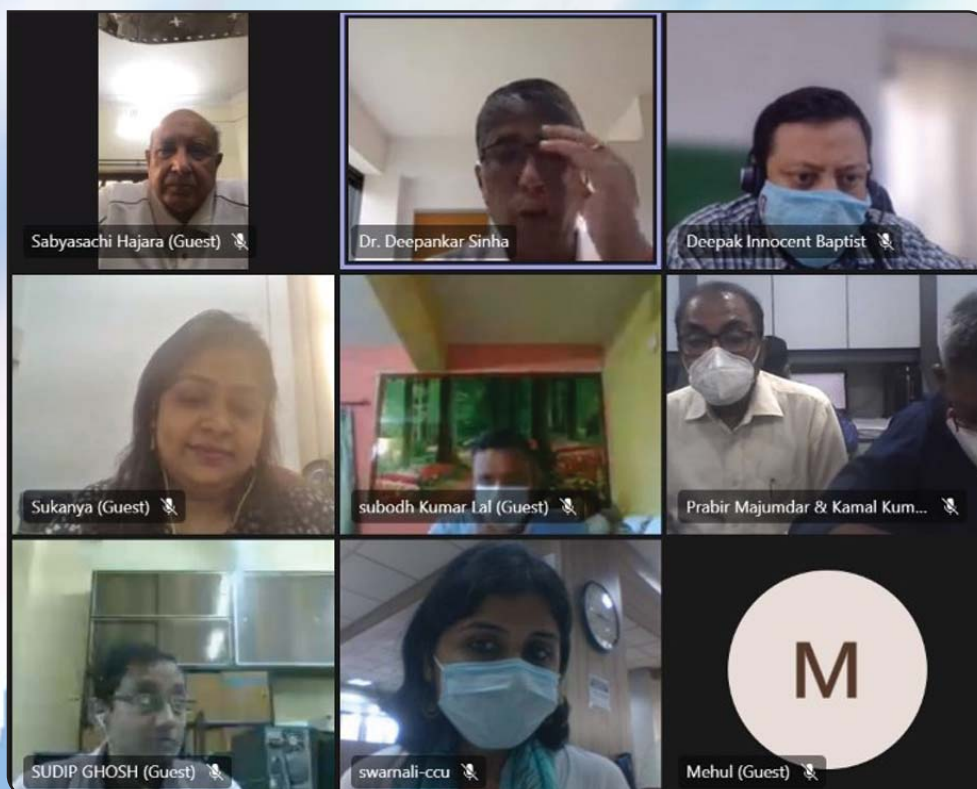 Sabyasachi Hajara (Guest)
Dr. Deepankar Sinha
Deepak Innocent Baptist
Sukanya (Guest)
subodh Kumar Lal (Guest)
Prabir Majumdar & Kamal Kum...
SUDIP GHOSH (Guest)
swarnali-ccu
M
Mehul (Guest)